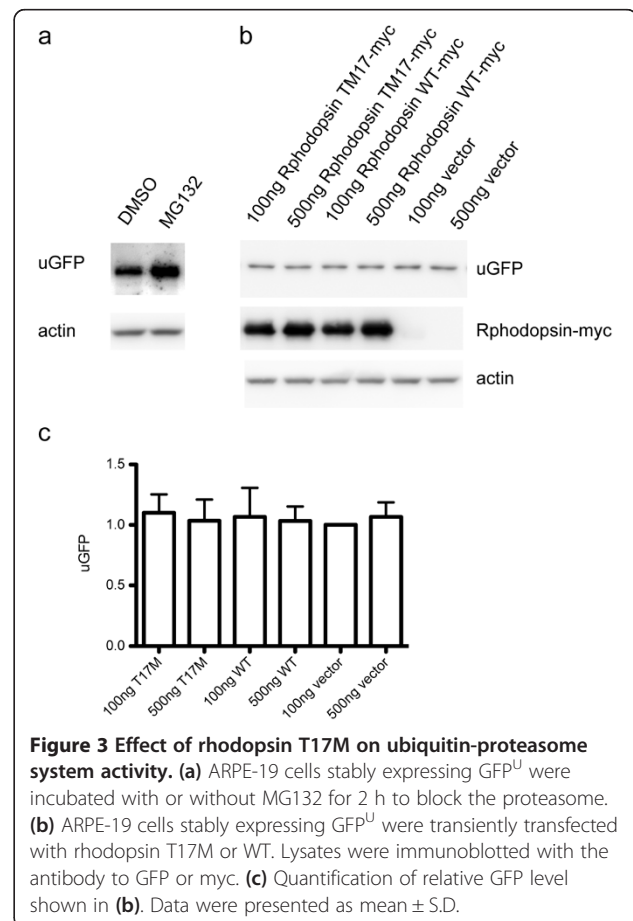 a
b
DMSO
MG132
100ng Rphodopsin TM17-myc
500ng Rphodopsin TM17-myc
100ng Rphodopsin WT-myc
500ng Rphodopsin WT-myc
100ng vector
500ng vector
uGFP
uGFP
Rphodopsin-myc
actin
actin
c
1.5
1.0
0.5
0.0
uGFP
100ng T17M
500ng T17M
100ng WT
500ng WT
100ng vector
500ng vector
Figure 3 Effect of rhodopsin T17M on ubiquitin-proteasome
system activity. (a) ARPE-19 cells stably expressing GFPᵁ were
incubated with or without MG132 for 2 h to block the proteasome.
(b) ARPE-19 cells stably expressing GFPᵁ were transiently transfected
with rhodopsin T17M or WT. Lysates were immunoblotted with the
antibody to GFP or myc. (c) Quantification of relative GFP level
shown in (b). Data were presented as mean ± S.D.